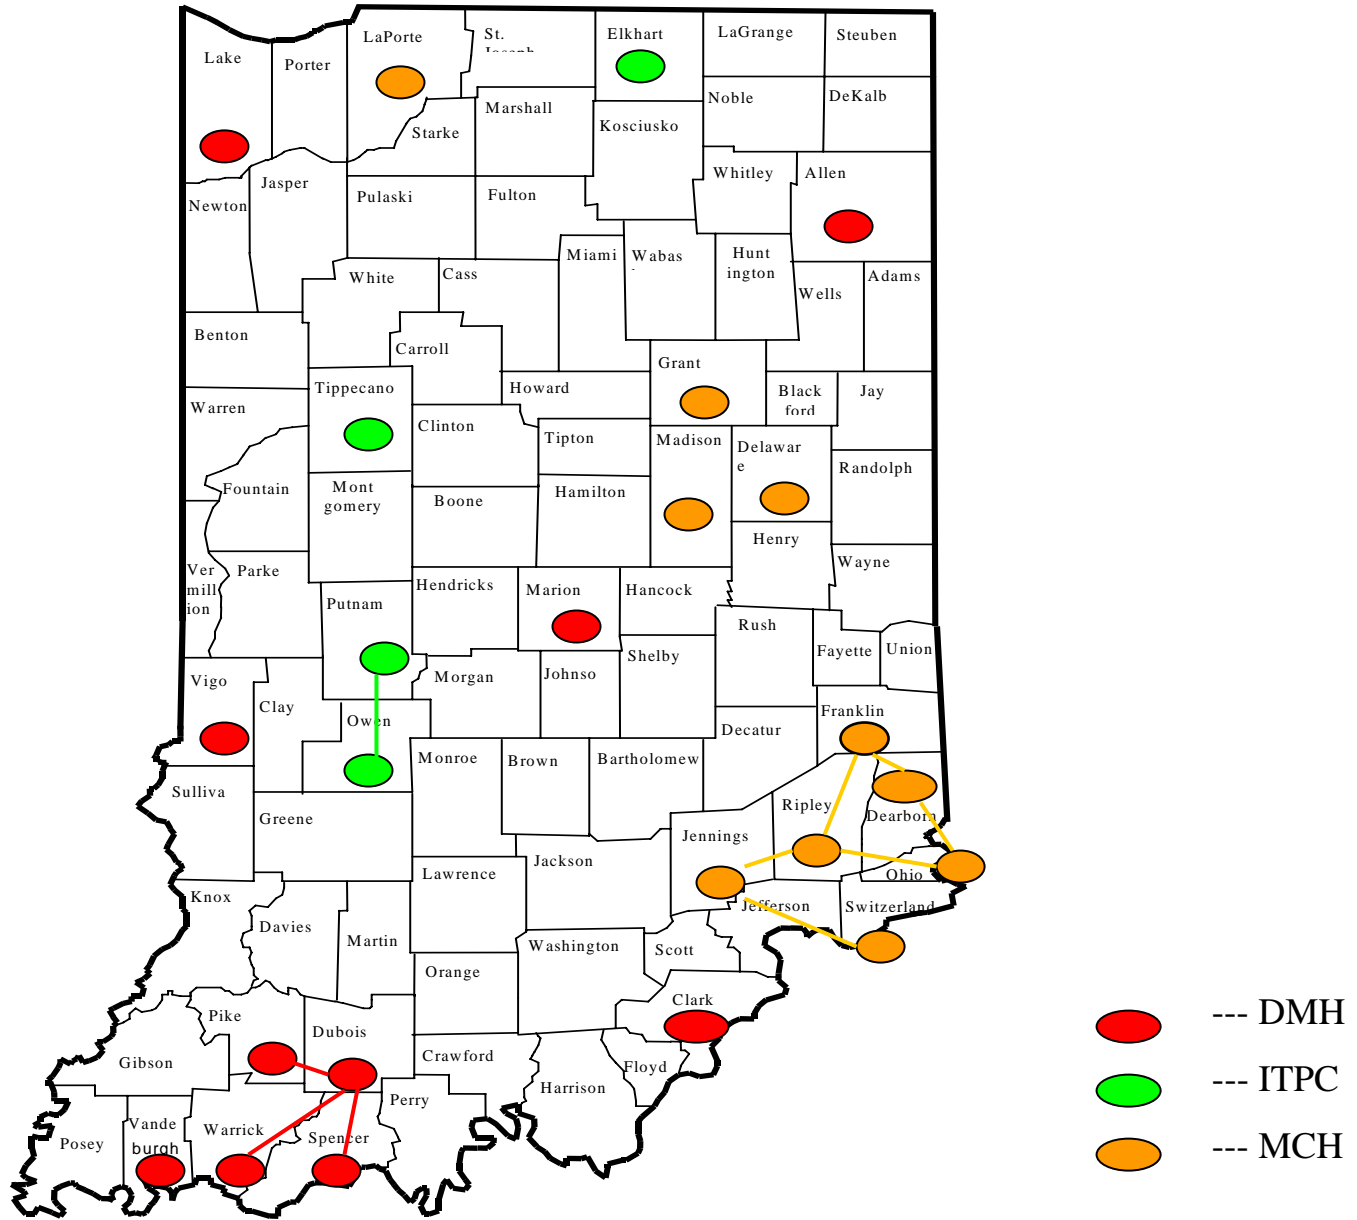 LaPorte
St.
Elkhart
LaGrange
Steuben
Lake
Porter
Noble
DeKalb
Marshall
Starke
Kosciusko
Whitley
Allen
Jasper
Newton
Pulaski
Fulton
Miami
Wabas
Hunt
ington
White
Cass
Wells
Adams
Benton
Carroll
Grant
Tippecano
Howard
Black
ford
Jay
Warren
Clinton
Tipton
Madison
Delawar
e
Randolph
Fountain
Mont
gomery
Boone
Hamilton
Henry
Wayne
Ver
mill
ion
Parke
Hendricks
Marion
Hancock
Putnam
Rush
Fayette
Union
Shelby
Vigo
Clay
Morgan
Johnso
Owen
Franklin
Decatur
Monroe
Brown
Bartholomew
Sulliva
Greene
Ripley
Dearborn
Jennings
Jackson
Lawrence
Ohio
Knox
Jefferson
Switzerland
Davies
Martin
Washington
Scott
Orange
Clark
Pike
Dubois
Gibson
Crawford
Floyd
Harrison
Perry
Posey
Vande
burgh
Warrick
Spencer
--- DMH
--- ITPC
--- MCH